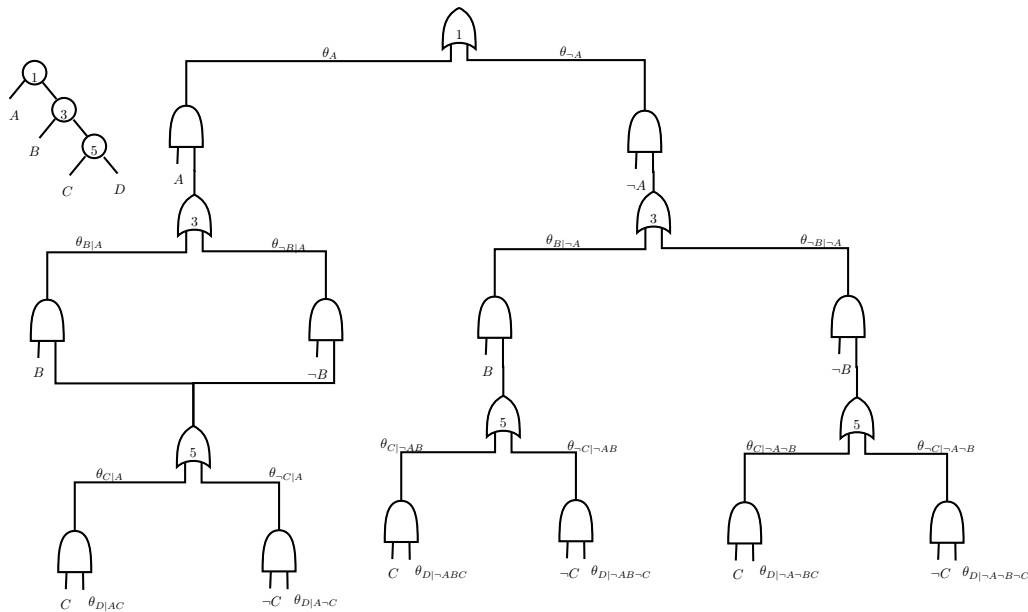 1
θ_A θ_¬A
1
3
A
B
5
C D
A ¬A
3 3
θ_{B|A} θ_{¬B|A} θ_{B|¬A} θ_{¬B|¬A}
B ¬B B ¬B
5 5
θ_{C|¬AB} θ_{¬C|¬AB} θ_{C|¬A¬B} θ_{¬C|¬A¬B}
5
θ_{C|A} θ_{¬C|A}
C θ_{D|¬ABC} ¬C θ_{D|¬AB¬C} C θ_{D|¬A¬BC} ¬C θ_{D|¬A¬B¬C}
C θ_{D|AC} ¬C θ_{D|A¬C}